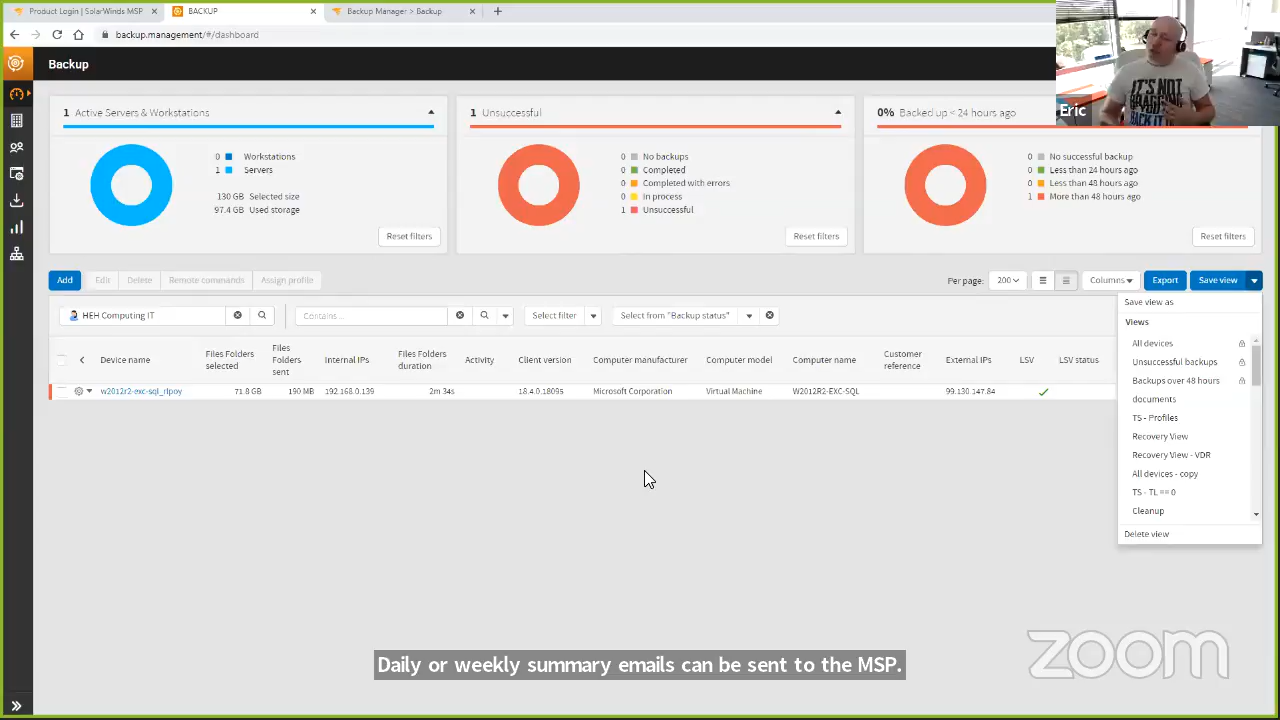 Product Login | SolarWinds MSP
BACKUP
Backup Manager > Backup
backup.management/#/dashboard
Backup
1 Active Servers & Workstations
0 Workstations
1 Servers
130 GB Selected size
97.4 GB Used storage
Reset filters
1 Unsuccessful
0 No backups
0 Completed
0 Completed with errors
0 In process
1 Unsuccessful
Reset filters
0% Backed up < 24 hours ago
0 No successful backup
0 Less than 24 hours ago
0 Less than 48 hours ago
1 More than 48 hours ago
Reset filters
IT'S NOT
BACK IT
Eric
Add Edit Delete Remote commands Assign profile
Per page: 200 Columns Export Save view
HEH Computing IT
Contains ...
Select filter
Select from "Backup status"
Device name
Files Folders selected
Files Folders sent
Internal IPs
Files Folders duration
Activity
Client version
Computer manufacturer
Computer model
Computer name
Customer reference
External IPs
LSV
LSV status
w2012r2-exc-sql_rlpoy 71.8 GB 190 MB 192.168.0.139 2m 34s 18.4.0.18095 Microsoft Corporation Virtual Machine W2012R2-EXC-SQL 99.130.147.84
Save view as
Views
All devices
Unsuccessful backups
Backups over 48 hours
documents
TS - Profiles
Recovery View
Recovery View - VDR
All devices - copy
TS - TL == 0
Cleanup
Delete view
Daily or weekly summary emails can be sent to the MSP.
zoom